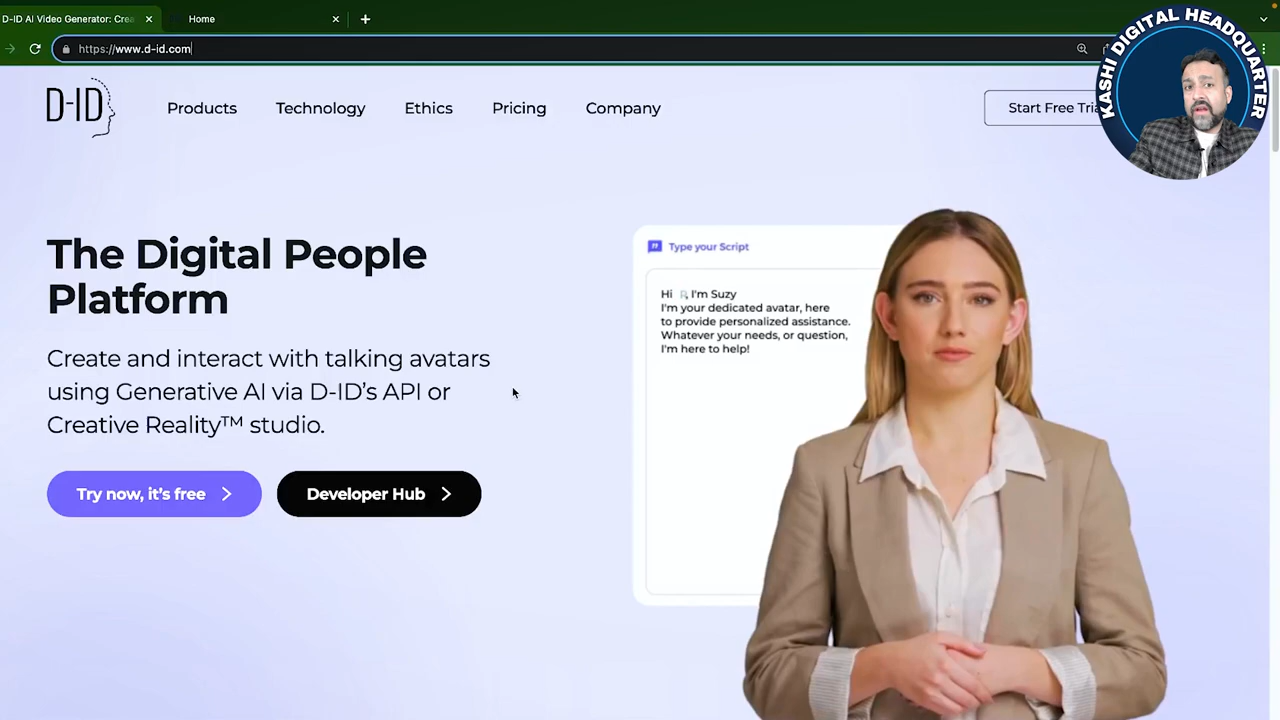 D-ID AI Video Generator: Crea
Home
https://www.d-id.com
KASHI DIGITAL HEADQUARTER
D-ID
Products
Technology
Ethics
Pricing
Company
Start Free Tria
The Digital People
Platform
Create and interact with talking avatars
using Generative AI via D-ID’s API or
Creative Reality™ studio.
Try now, it’s free
Developer Hub
Type your Script
Hi , I'm Suzy
I'm your dedicated avatar, here
to provide personalized assistance.
Whatever your needs, or question,
I'm here to help!